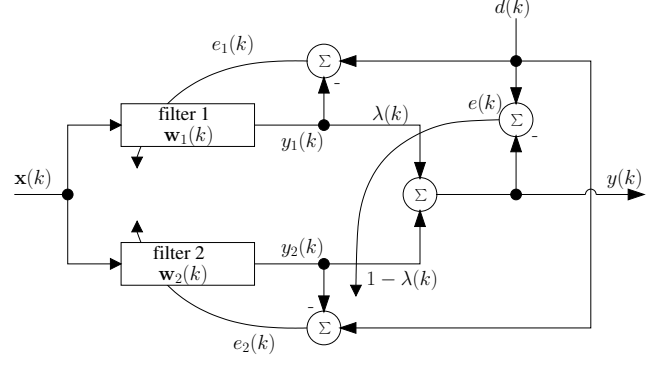 d(k)
e₁(k)
Σ
-
filter 1
w₁(k)
λ(k)
e(k)
Σ
-
y₁(k)
x(k)
Σ
y(k)
filter 2
w₂(k)
y₂(k)
1 − λ(k)
-
Σ
e₂(k)